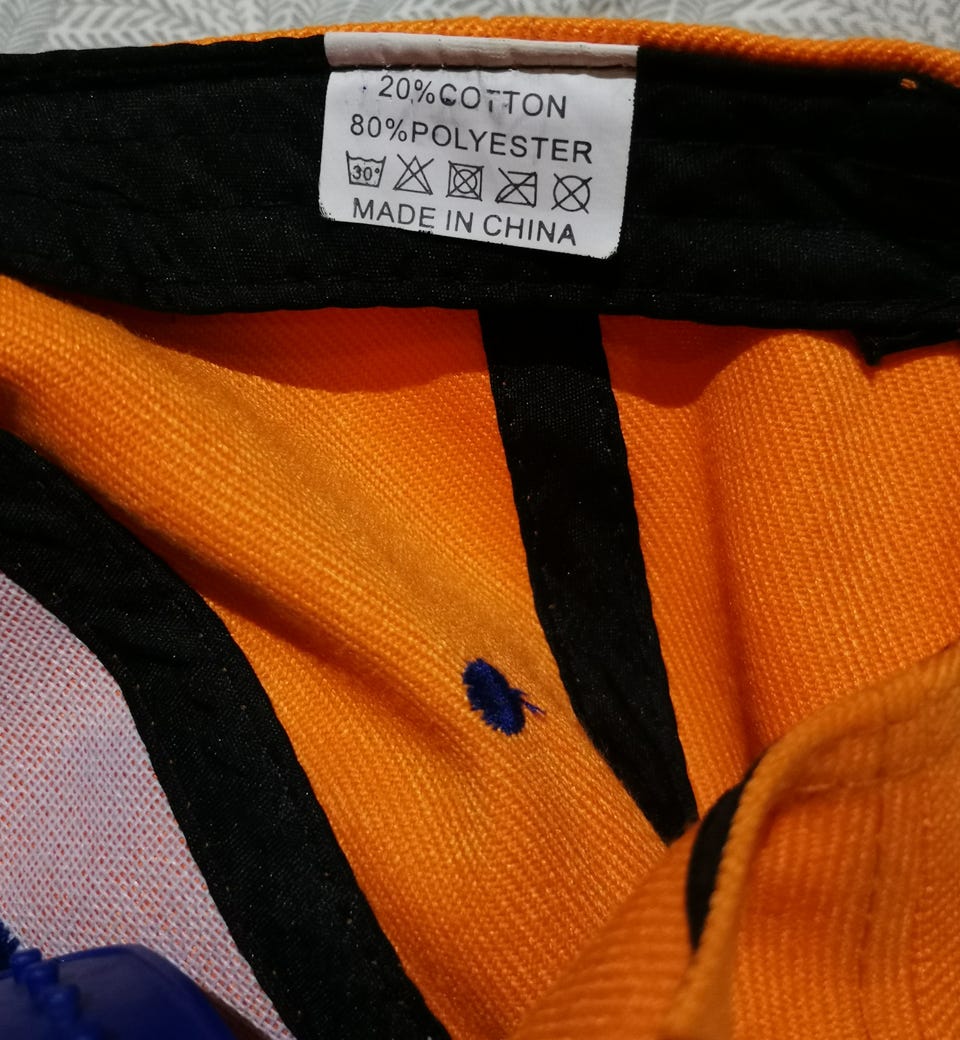 20%COTTON
80%POLYESTER
30°
MADE IN CHINA